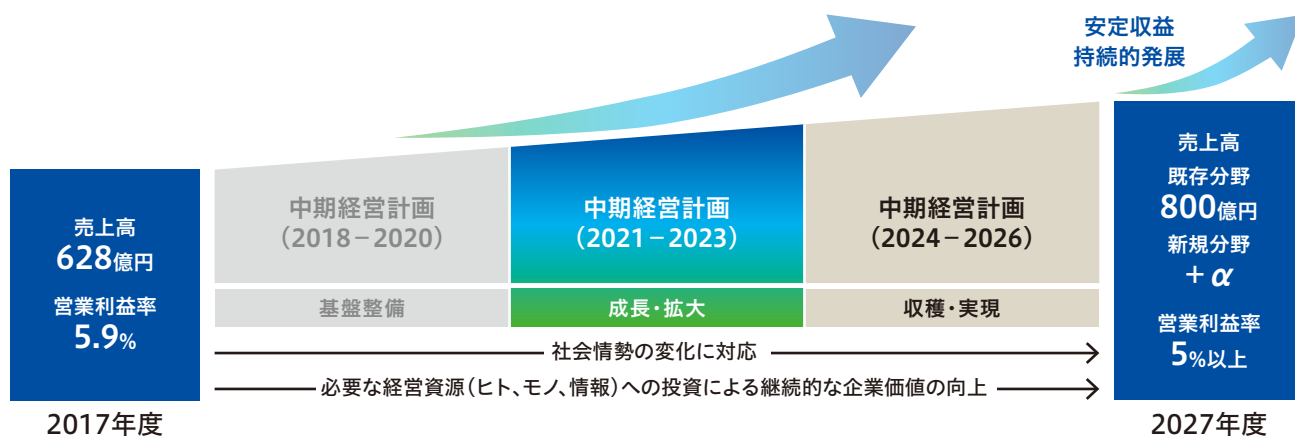 安定収益
持続的発展
売上高
628億円
営業利益率
5.9%
2017年度
中期経営計画
（2018－2020）
基盤整備
中期経営計画
（2021－2023）
成長・拡大
中期経営計画
（2024－2026）
収穫・実現
社会情勢の変化に対応
必要な経営資源（ヒト、モノ、情報）への投資による継続的な企業価値の向上
売上高
既存分野
800億円
新規分野
＋α
営業利益率
5%以上
2027年度